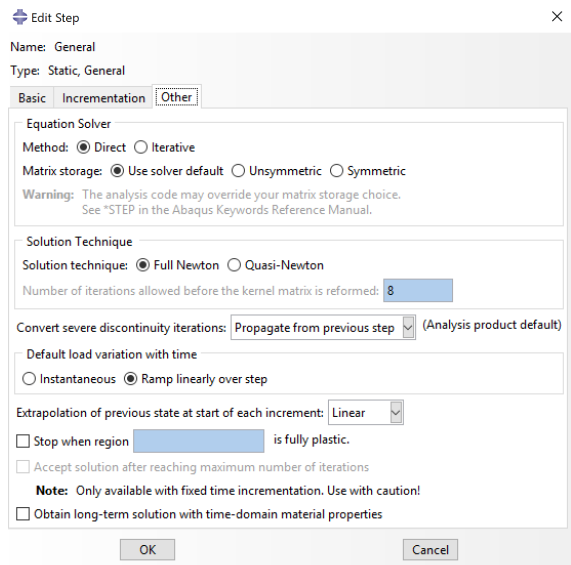 Edit Step
Name: General
Type: Static, General
Basic Incrementation Other
Equation Solver
Method: Direct Iterative
Matrix storage: Use solver default Unsymmetric Symmetric
Warning: The analysis code may override your matrix storage choice.
See *STEP in the Abaqus Keywords Reference Manual.
Solution Technique
Solution technique: Full Newton Quasi-Newton
Number of iterations allowed before the kernel matrix is reformed: 8
Convert severe discontinuity iterations: Propagate from previous step (Analysis product default)
Default load variation with time
Instantaneous Ramp linearly over step
Extrapolation of previous state at start of each increment: Linear
Stop when region is fully plastic.
Accept solution after reaching maximum number of iterations
Note: Only available with fixed time incrementation. Use with caution!
Obtain long-term solution with time-domain material properties
OK Cancel